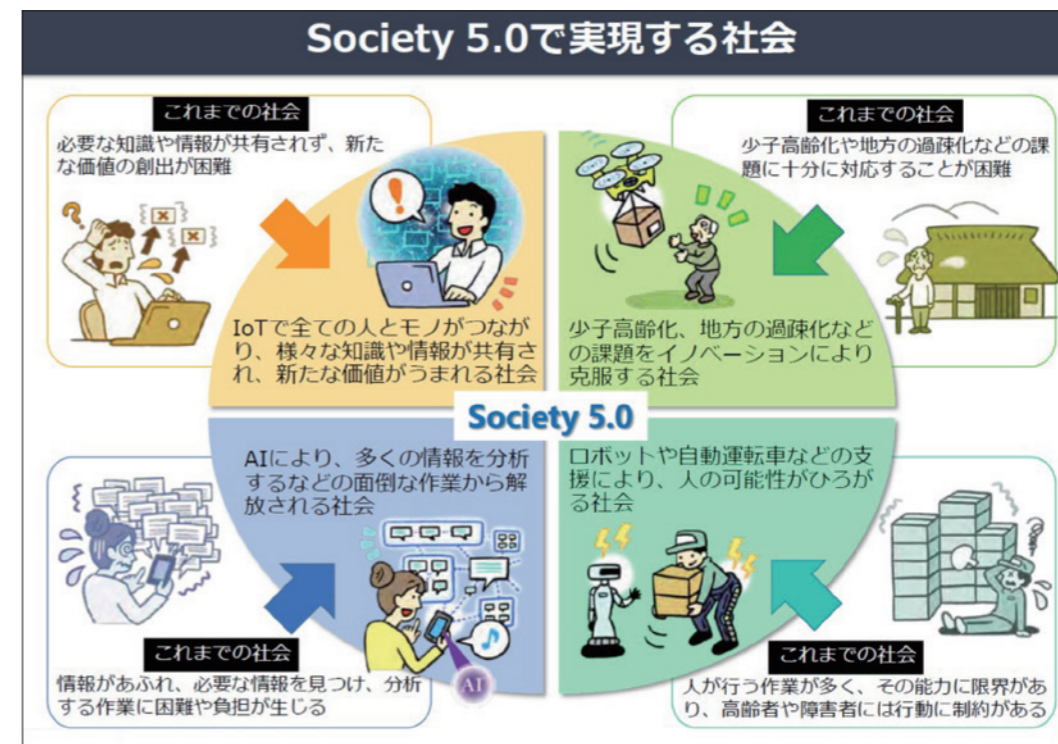 Society 5.0で実現する社会
これまでの社会
必要な知識や情報が共有されず、新た
な価値の創出が困難
IoTで全ての人とモノがつなが
り、様々な知識や情報が共有さ
れ、新たな価値がうまれる社会
これまでの社会
少子高齢化や地方の過疎化などの課
題に十分に対応することが困難
少子高齢化、地方の過疎化など
の課題をイノベーションにより
克服する社会
Society 5.0
AIにより、多くの情報を分析
するなどの面倒な作業から解
放される社会
AI
これまでの社会
情報があふれ、必要な情報を見つけ、分析
する作業に困難や負担が生じる
ロボットや自動運転車などの支
援により、人の可能性がひろが
る社会
これまでの社会
人が行う作業が多く、その能力に限界があ
り、高齢者や障害者には行動に制約がある